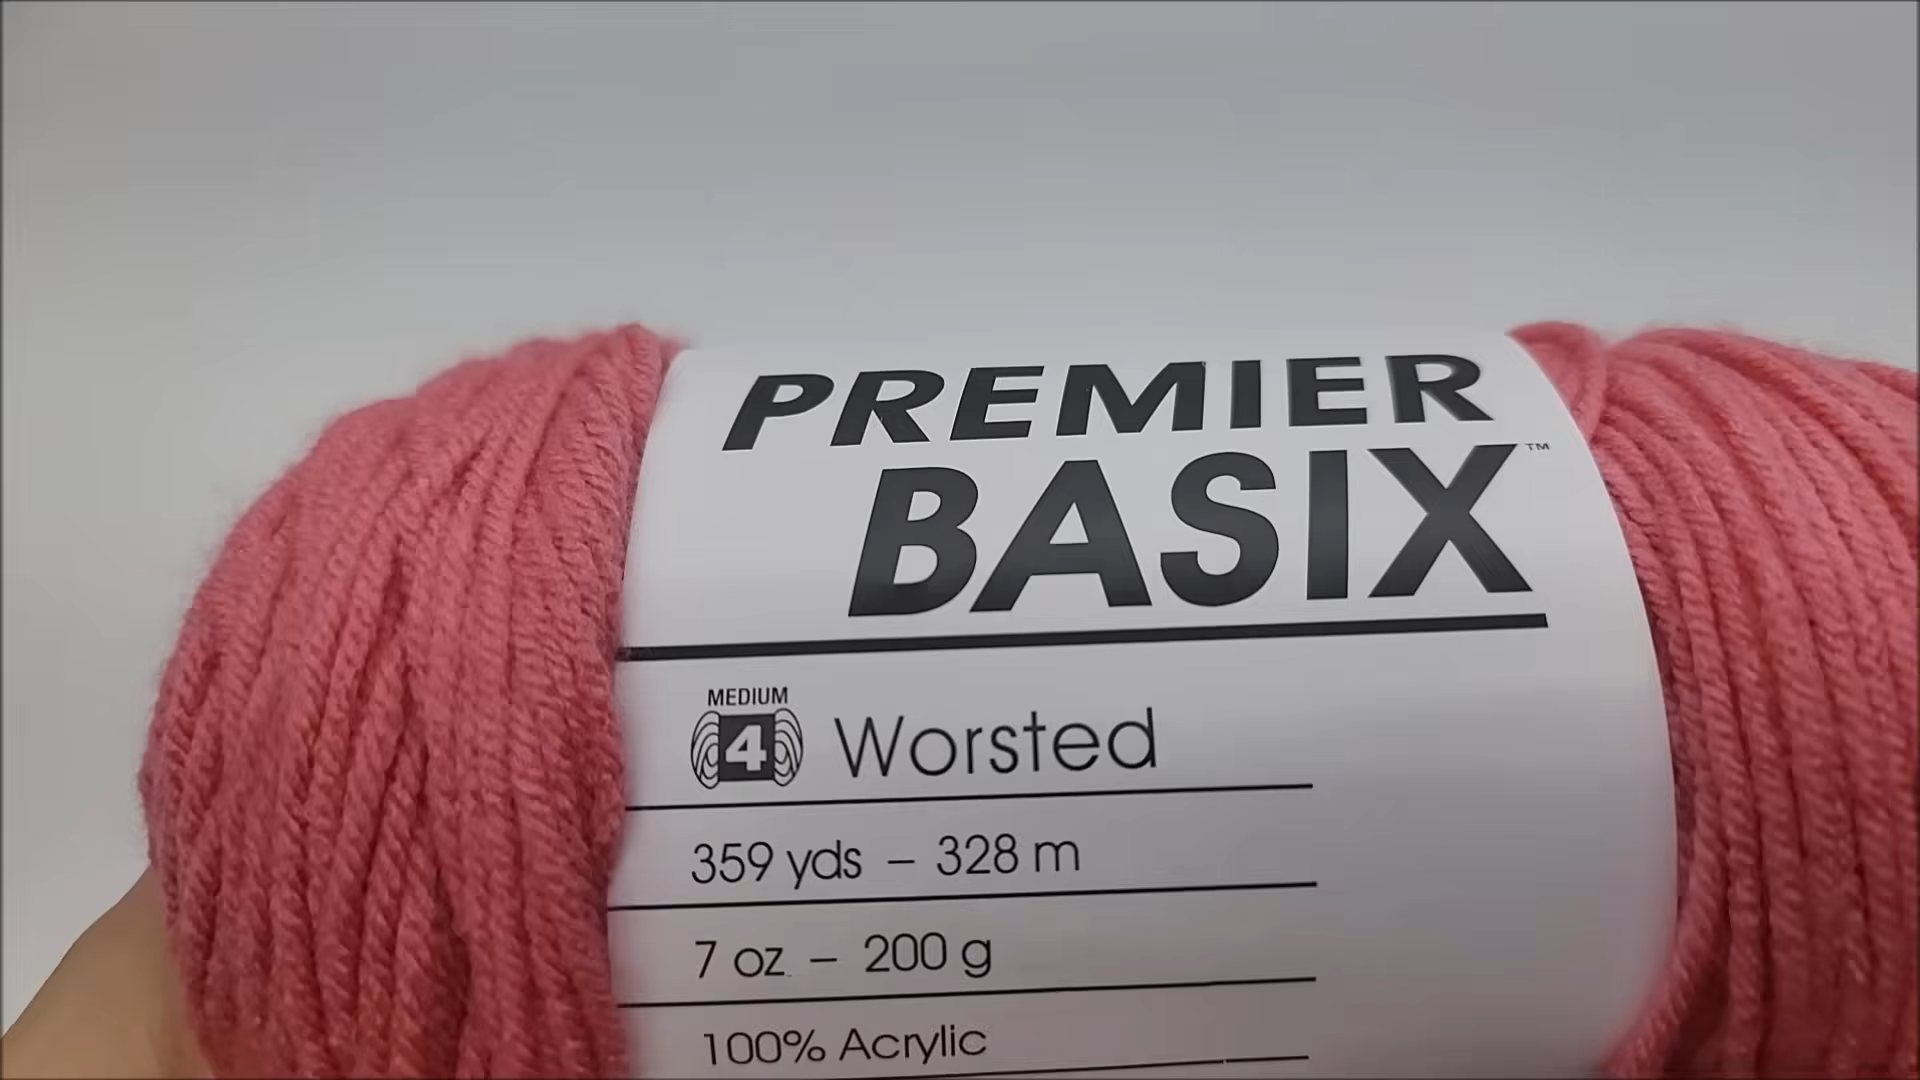 PREMIER
BASIX™
MEDIUM
4 Worsted
359 yds – 328 m
7 oz – 200 g
100% Acrylic